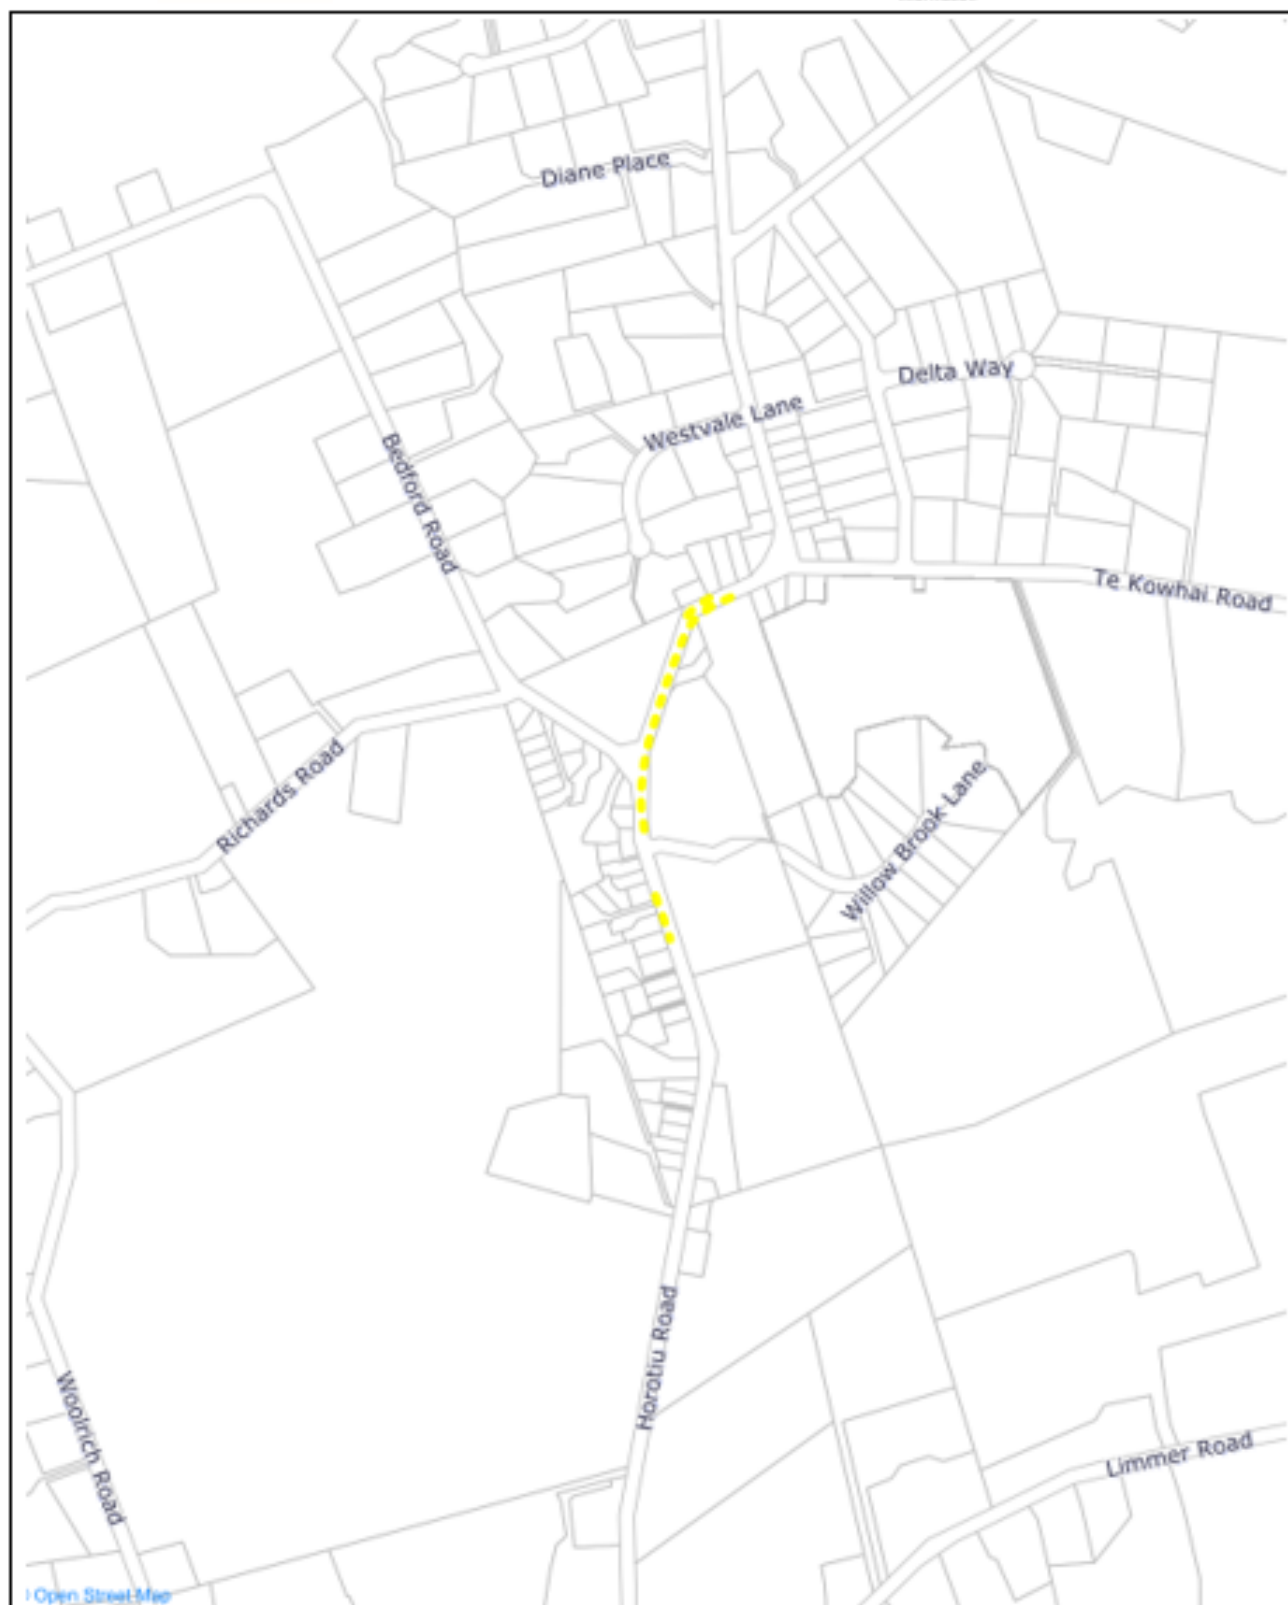 Diane Place
Delta Way
Westvale Lane
Bedford Road
Te Kowhai Road
Richards Road
Willow Brook Lane
Horotiu Road
Woolrich Road
Limmer Road
Open Street Map